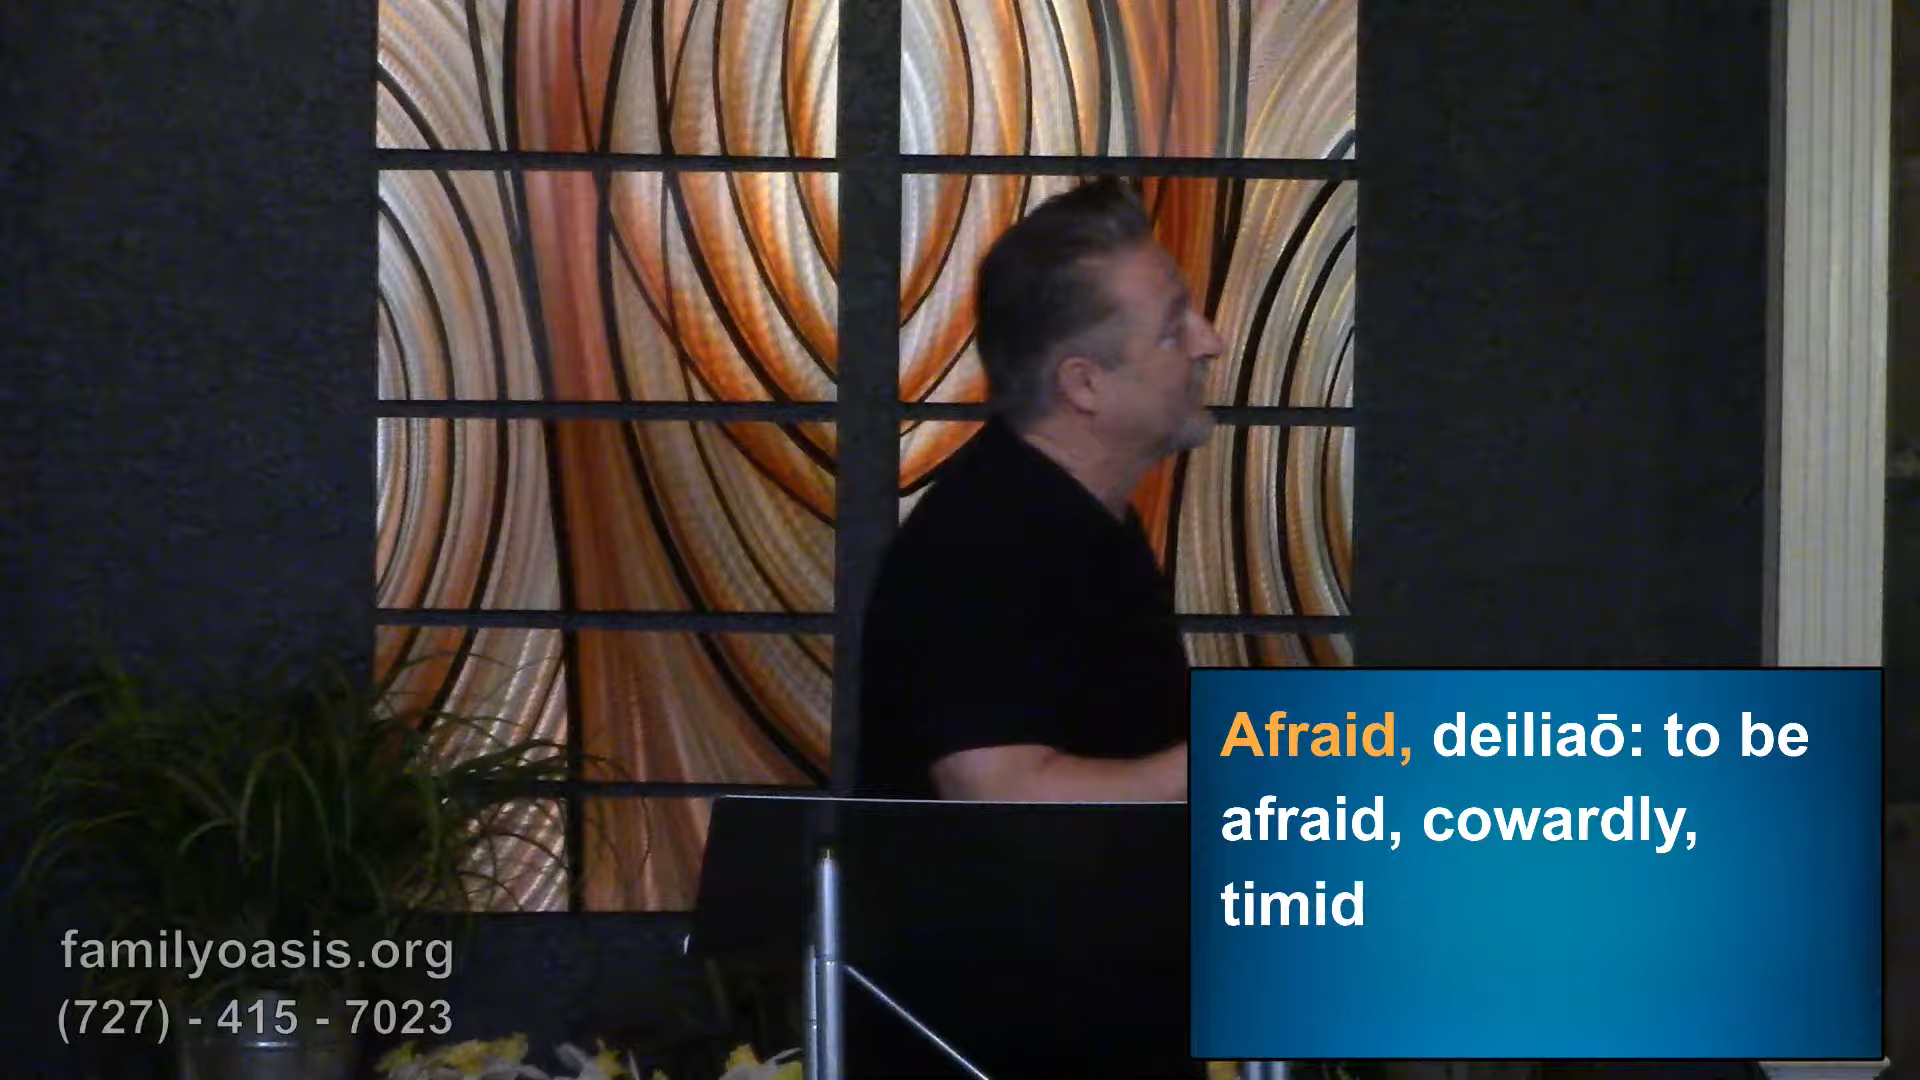 Afraid, deiliaō: to be
afraid, cowardly,
timid
familyoasis.org
(727) - 415 - 7023